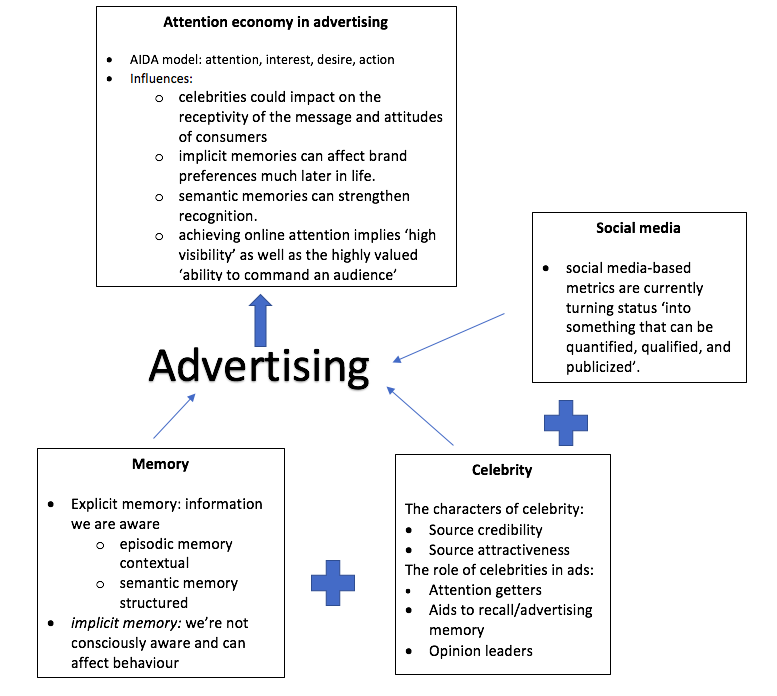 Attention economy in advertising
• AIDA model: attention, interest, desire, action
• Influences:
o celebrities could impact on the
receptivity of the message and attitudes
of consumers
o implicit memories can affect brand
preferences much later in life.
o semantic memories can strengthen
recognition.
o achieving online attention implies ‘high
visibility’ as well as the highly valued
‘ability to command an audience’
Social media
• social media-based
metrics are currently
turning status ‘into
something that can be
quantified, qualified, and
publicized’.
Advertising
Memory
• Explicit memory: information
we are aware
o episodic memory
contextual
o semantic memory
structured
• implicit memory: we’re not
consciously aware and can
affect behaviour
Celebrity
The characters of celebrity:
• Source credibility
• Source attractiveness
The role of celebrities in ads:
• Attention getters
• Aids to recall/advertising
memory
• Opinion leaders